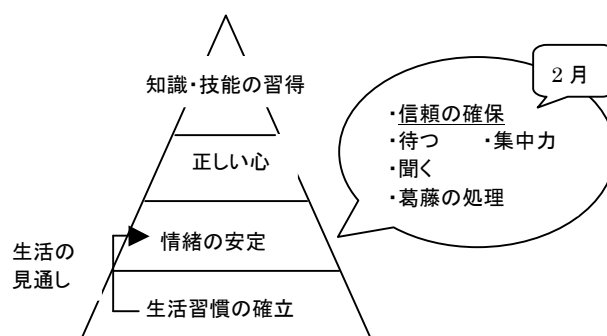 知識・技能の習得
正しい心
情緒の安定
生活習慣の確立
生活の
見通し
2月
・信頼の確保
・待つ ・集中力
・聞く
・葛藤の処理